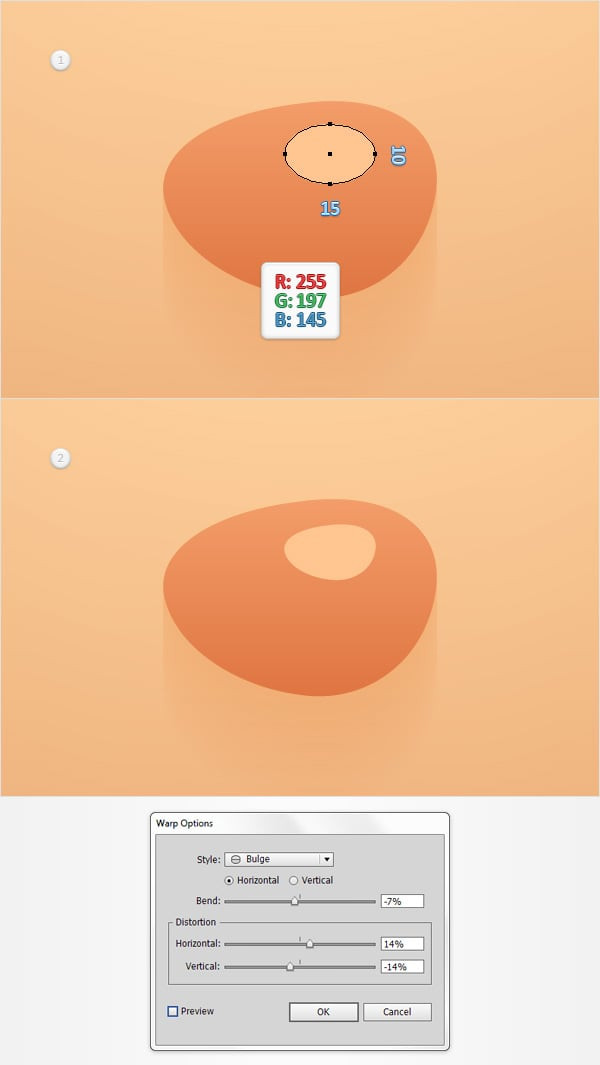 1
10
15
R: 255
G: 197
B: 145
2
Warp Options
Style: Bulge
Horizontal Vertical
Bend: -7%
Distortion
Horizontal: 14%
Vertical: -14%
Preview OK Cancel